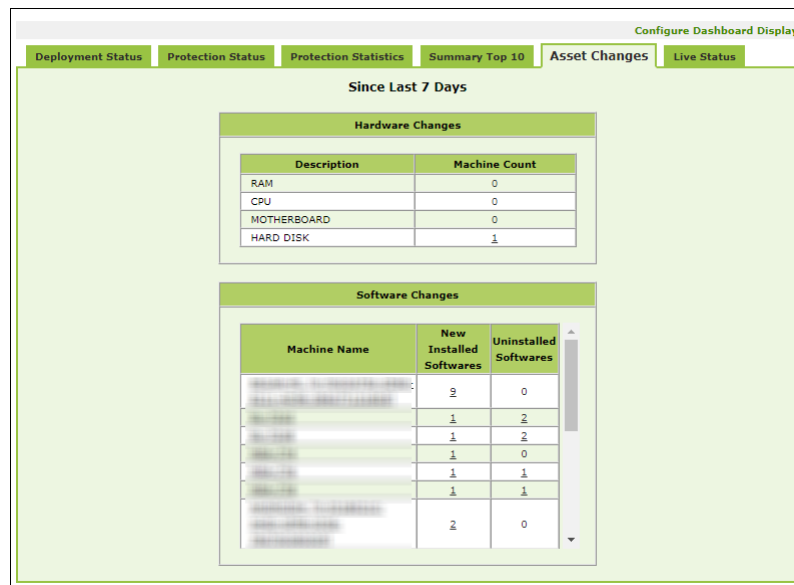 Configure Dashboard Display
Deployment Status Protection Status Protection Statistics Summary Top 10 Asset Changes Live Status
Since Last 7 Days
Hardware Changes
Description Machine Count
RAM 0
CPU 0
MOTHERBOARD 0
HARD DISK 1
Software Changes
Machine Name New Installed Softwares Uninstalled Softwares
9 0
1 2
1 2
1 0
1 1
1 1
2 0